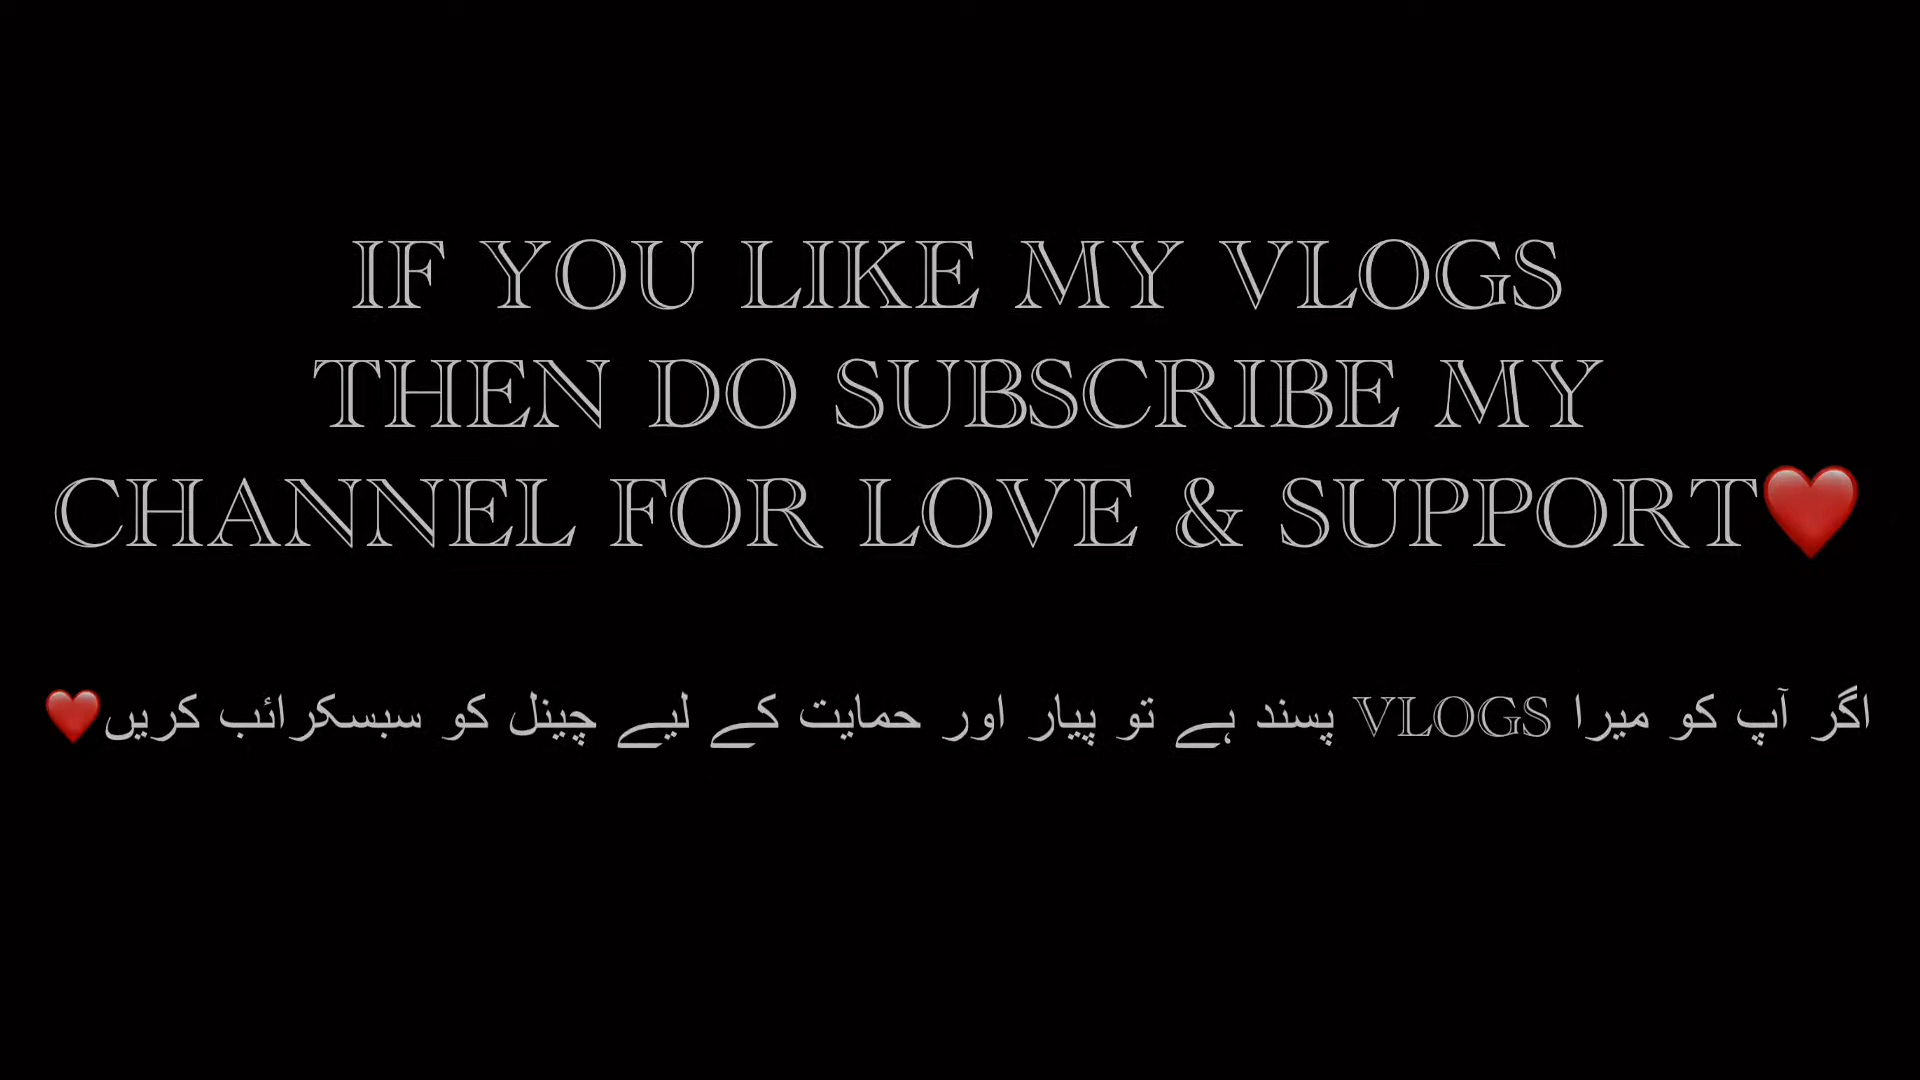 IF YOU LIKE MY VLOGS
THEN DO SUBSCRIBE MY
CHANNEL FOR LOVE & SUPPORT❤️
اگر آپ کو میرا VLOGS پسند ہے تو پیار اور حمایت کے لیے چینل کو سبسکرائب کریں❤️